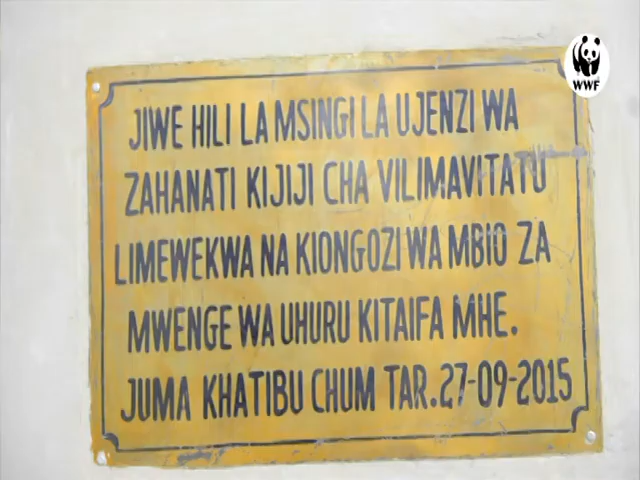 WWF
JIWE HILI LA MSINGI LA UJENZI WA
ZAHANATI KIJIJI CHA VILIMAVITATU
LIMEWEKWA NA KIONGOZI WA MBIO ZA
MWENGE WA UHURU KITAIFA MHE.
JUMA KHATIBU CHUM TAR.27-09-2015